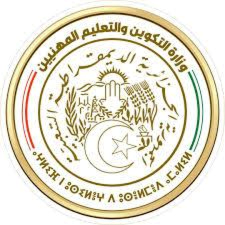 وزارة التكوين والتعليم المهنيين
الجمهورية الجزائرية الديمقراطية الشعبية